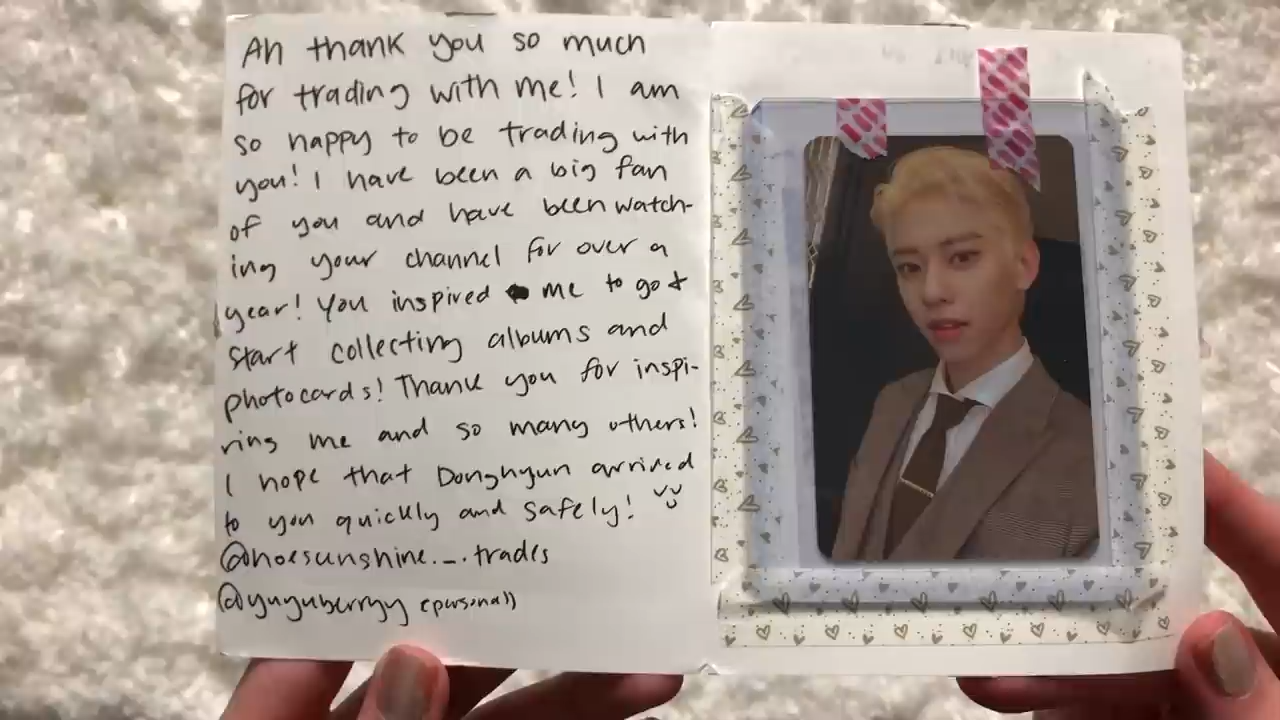 Ah thank you so much
for trading with me! I am
so happy to be trading with
you! I have been a big fan
of you and have been watch-
ing your channel for over a
year! You inspired me to go &
start collecting albums and
photocards! Thank you for inspi-
ring me and so many others!
I hope that Donghyun arrived
to you quickly and safely!
@hoesunshine._.trades
@yuyuberryy (personal)